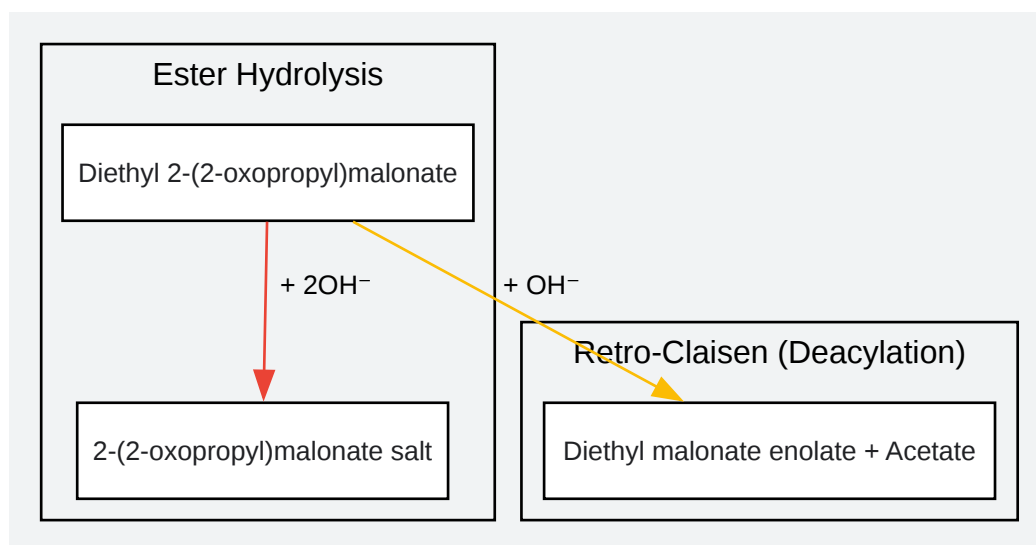 Ester Hydrolysis
Diethyl 2-(2-oxopropyl)malonate
+ 2OH⁻
+ OH⁻
Retro-Claisen (Deacylation)
2-(2-oxopropyl)malonate salt
Diethyl malonate enolate + Acetate